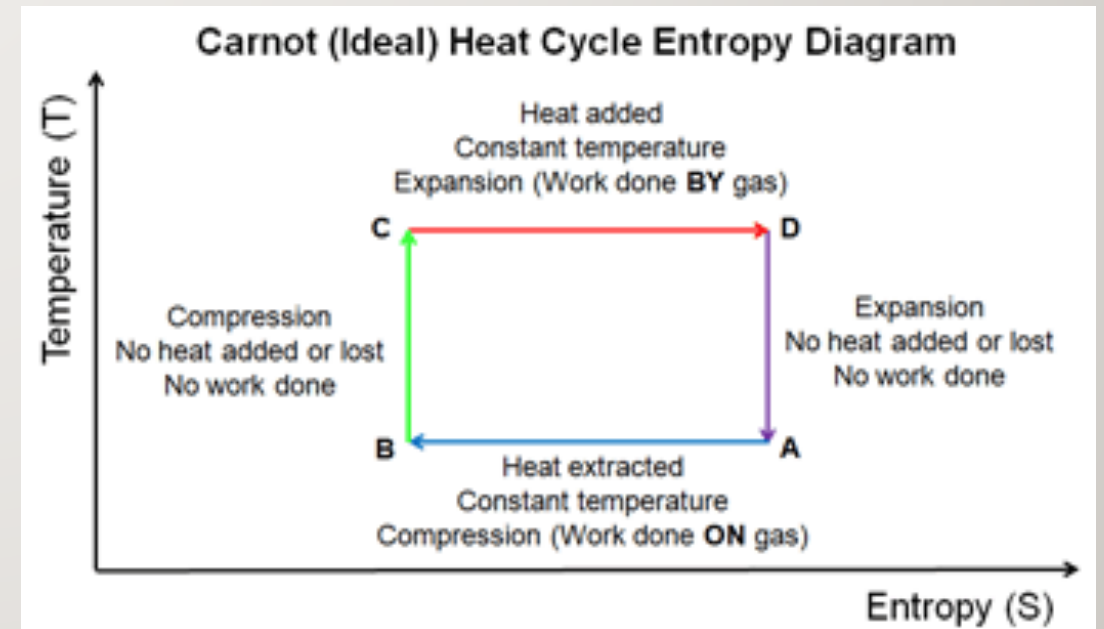 Carnot (Ideal) Heat Cycle Entropy Diagram
Temperature (T)
Heat added
Constant temperature
Expansion (Work done BY gas)
C
D
Compression
No heat added or lost
No work done
Expansion
No heat added or lost
No work done
B
A
Heat extracted
Constant temperature
Compression (Work done ON gas)
Entropy (S)